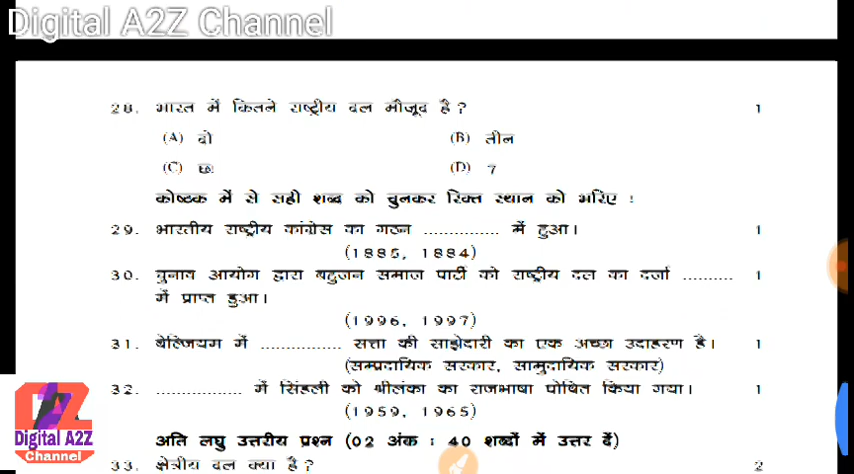 Digital A2Z Channel
28. भारत में कितने राष्ट्रीय दल मौजूद है ? 1
(A) दो (B) तीन
(C) छः (D) 7
कोष्टक में से सही शब्द को चुनकर रिक्त स्थान को भरिए :
29. भारतीय राष्ट्रीय कांग्रेस का गठन ............... में हुआ। 1
(1885, 1884)
30. चुनाव आयोग द्वारा बहुजन समाज पार्टी को राष्ट्रीय दल का दर्जा .......... 1
में प्राप्त हुआ।
(1996, 1997)
31. बेल्जियम में ................ सत्ता की साझेदारी का एक अच्छा उदाहरण है। 1
(सम्प्रदायिक सरकार, सामुदायिक सरकार)
32. ................. में सिंहली को श्रीलंका का राजभाषा घोषित किया गया। 1
(1959, 1965)
अति लघु उत्तरीय प्रश्न (02 अंक : 40 शब्दों में उत्तर दें)
33. क्षेत्रीय दल क्या है ? 2
Digital A2Z
Channel